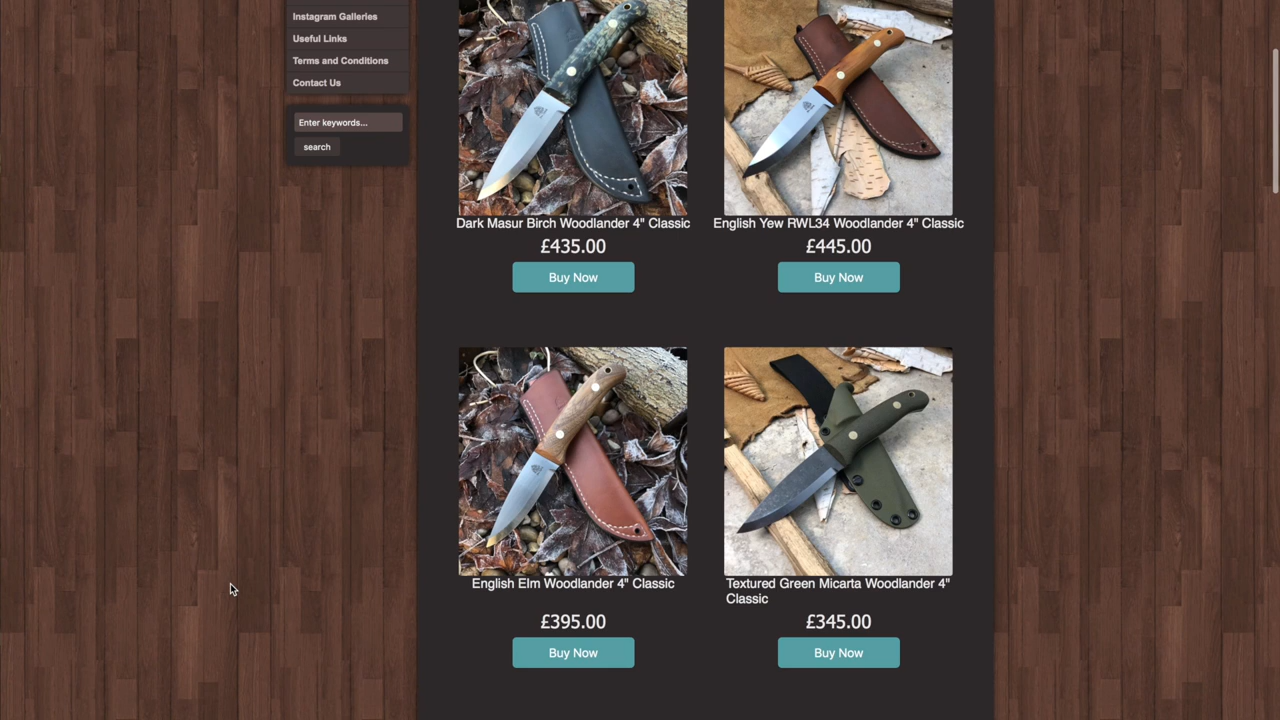 Instagram Galleries
Useful Links
Terms and Conditions
Contact Us
Enter keywords...
search
Dark Masur Birch Woodlander 4" Classic
£435.00
Buy Now
English Yew RWL34 Woodlander 4" Classic
£445.00
Buy Now
English Elm Woodlander 4" Classic
£395.00
Buy Now
Textured Green Micarta Woodlander 4"
Classic
£345.00
Buy Now